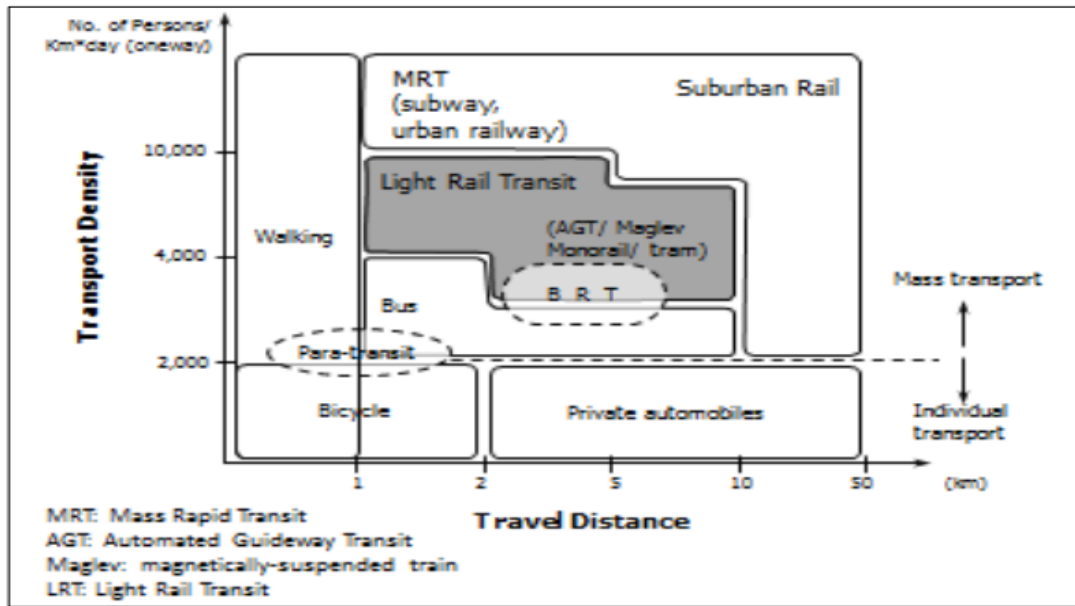 No. of Persons/
Km*day (oneway)
MRT
(subway,
urban railway)
Suburban Rail
10,000
Light Rail Transit
Walking
(AGT/ Maglev
Monorail/ tram)
4,000
Mass transport
B R T
Bus
Para-transit
2,000
Bicycle
Private automobiles
Individual
transport
Transport Density
1
2
5
10
50
(km)
Travel Distance
MRT: Mass Rapid Transit
AGT: Automated Guideway Transit
Maglev: magnetically-suspended train
LRT: Light Rail Transit